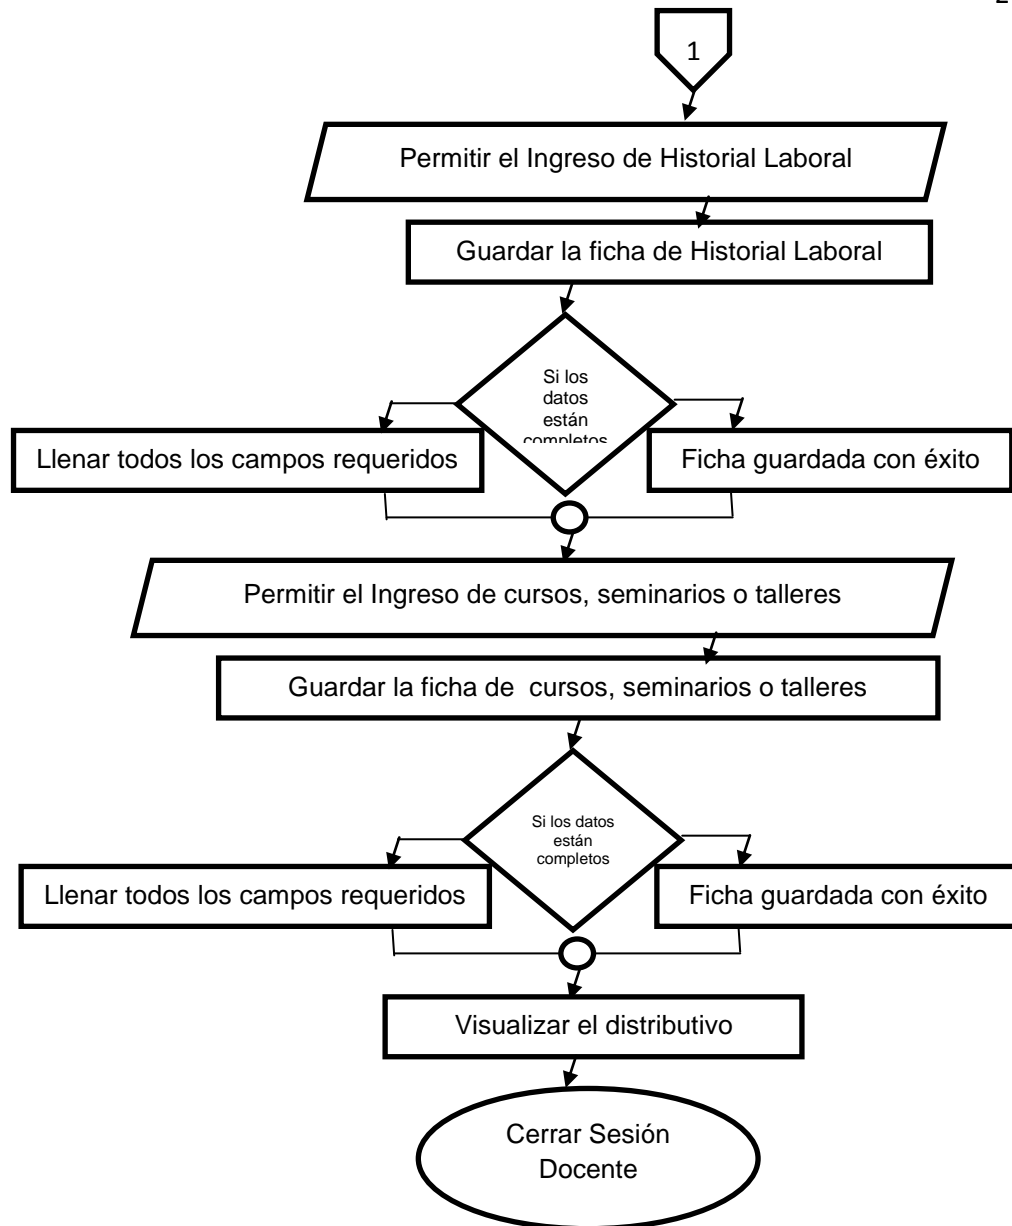 1
Permitir el Ingreso de Historial Laboral
Guardar la ficha de Historial Laboral
Si los
datos
están
completos
Llenar todos los campos requeridos
Ficha guardada con éxito
Permitir el Ingreso de cursos, seminarios o talleres
Guardar la ficha de cursos, seminarios o talleres
Si los datos
están
completos
Llenar todos los campos requeridos
Ficha guardada con éxito
Visualizar el distributivo
Cerrar Sesión
Docente